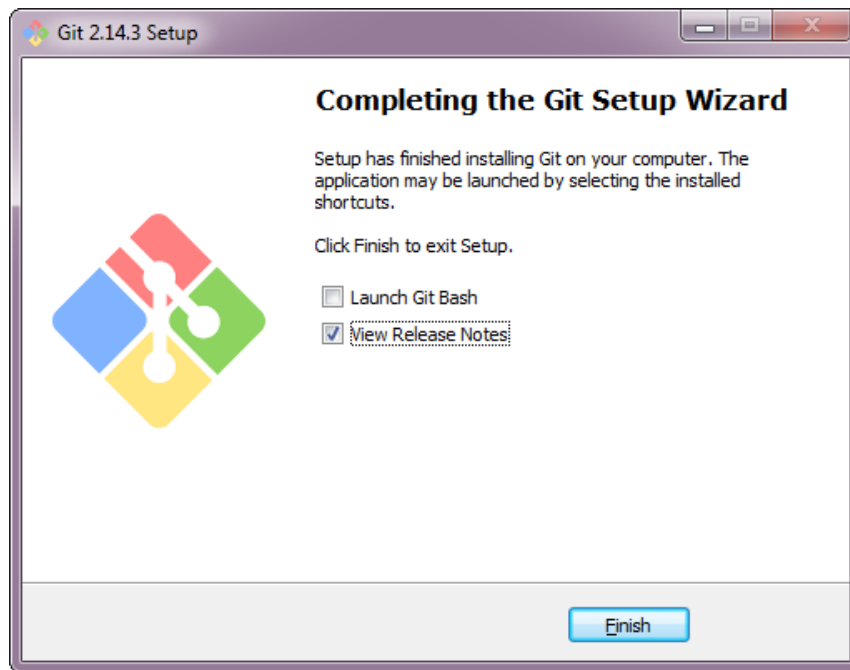 Git 2.14.3 Setup
Completing the Git Setup Wizard
Setup has finished installing Git on your computer. The
application may be launched by selecting the installed
shortcuts.
Click Finish to exit Setup.
Launch Git Bash
View Release Notes
Finish